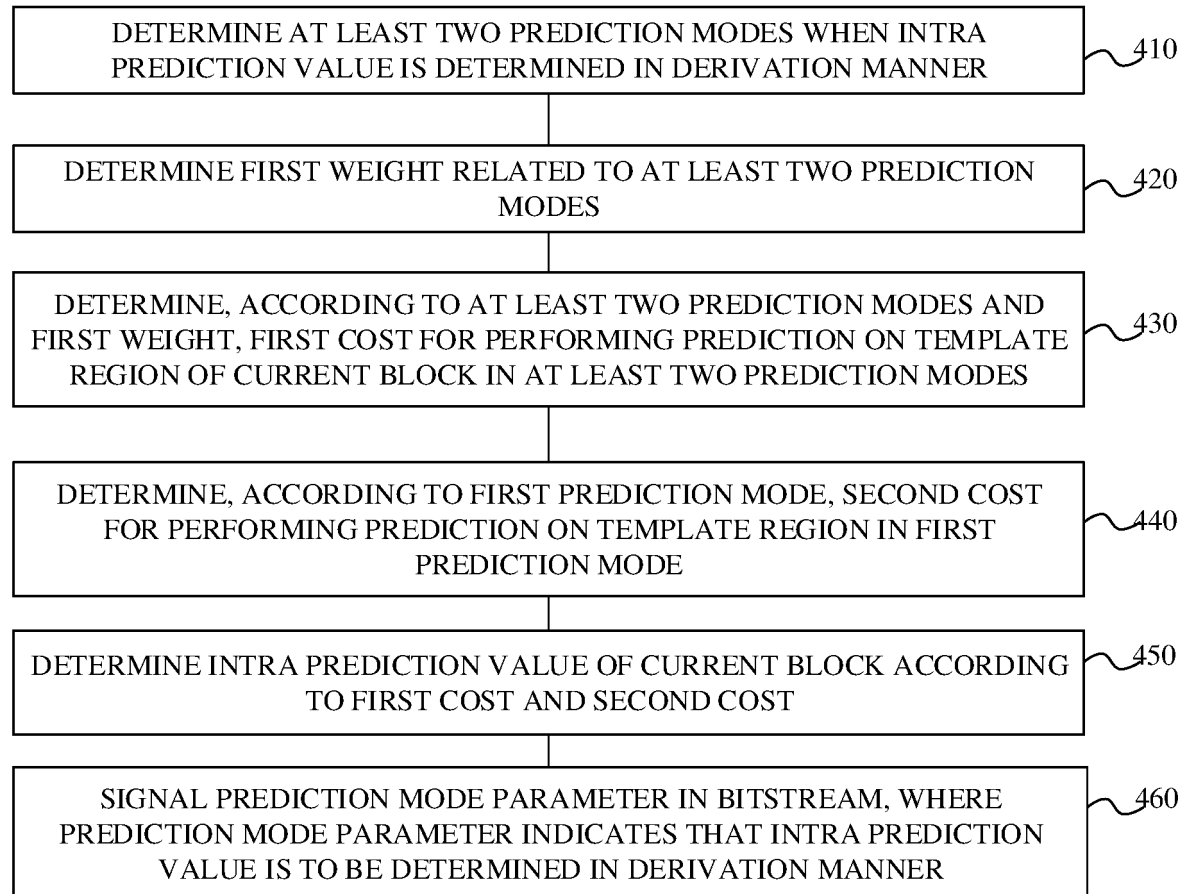 DETERMINE AT LEAST TWO PREDICTION MODES WHEN INTRA
PREDICTION VALUE IS DETERMINED IN DERIVATION MANNER
410
DETERMINE FIRST WEIGHT RELATED TO AT LEAST TWO PREDICTION
MODES
420
DETERMINE, ACCORDING TO AT LEAST TWO PREDICTION MODES AND
FIRST WEIGHT, FIRST COST FOR PERFORMING PREDICTION ON TEMPLATE
REGION OF CURRENT BLOCK IN AT LEAST TWO PREDICTION MODES
430
DETERMINE, ACCORDING TO FIRST PREDICTION MODE, SECOND COST
FOR PERFORMING PREDICTION ON TEMPLATE REGION IN FIRST
PREDICTION MODE
440
DETERMINE INTRA PREDICTION VALUE OF CURRENT BLOCK ACCORDING
TO FIRST COST AND SECOND COST
450
SIGNAL PREDICTION MODE PARAMETER IN BITSTREAM, WHERE
PREDICTION MODE PARAMETER INDICATES THAT INTRA PREDICTION
VALUE IS TO BE DETERMINED IN DERIVATION MANNER
460